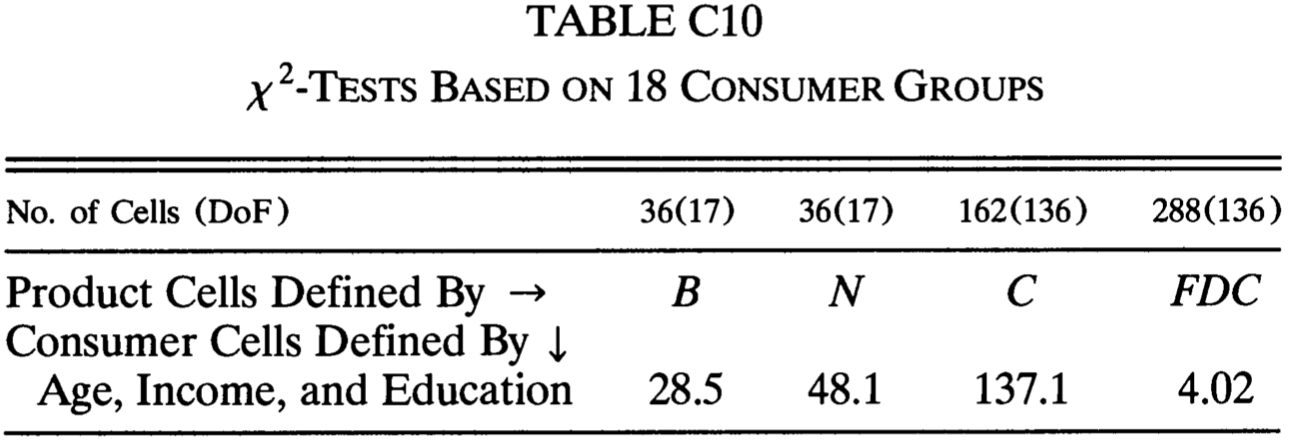 TABLE C10
χ²-TESTS BASED ON 18 CONSUMER GROUPS
No. of Cells (DoF) 36(17) 36(17) 162(136) 288(136)
Product Cells Defined By → B N C FDC
Consumer Cells Defined By ↓
Age, Income, and Education 28.5 48.1 137.1 4.02